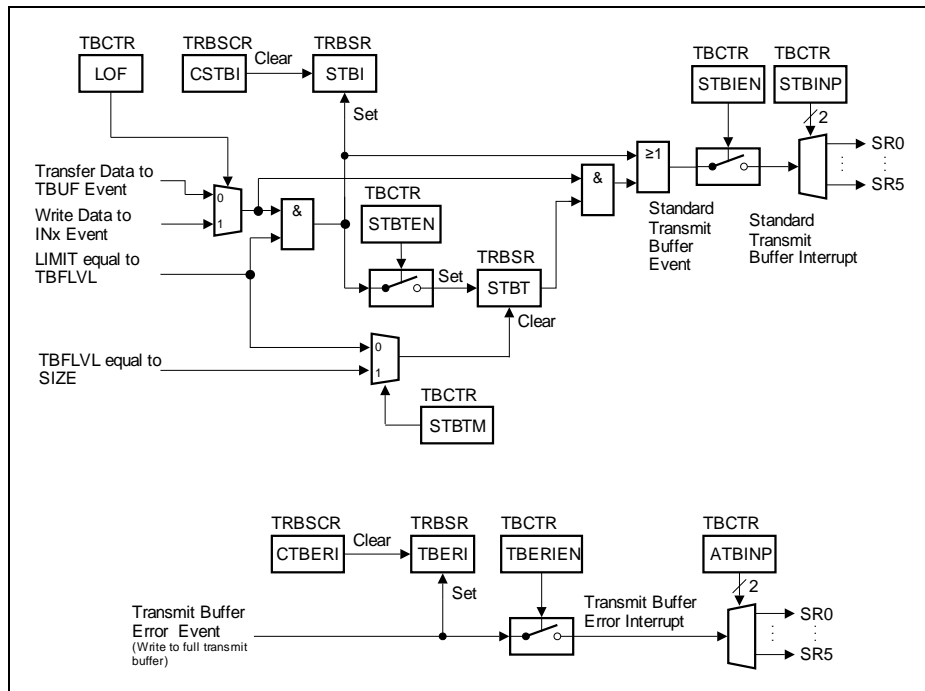 TBCTR
LOF
TRBSCR
CSTBI
Clear
TRBSR
STBI
Set
TBCTR
STBIEN
TBCTR
STBINP
2
SR0
SR5
Transfer Data to
TBUF Event
Write Data to
INx Event
LIMIT equal to
TBFLVL
0
1
&
TBCTR
STBTEN
Set
TRBSR
STBT
Clear
&
≥1
Standard
Transmit
Buffer
Event
Standard
Transmit
Buffer Interrupt
TBFLVL equal to
SIZE
0
1
TBCTR
STBTM
TRBSCR
CTBERI
Clear
TRBSR
TBERI
Set
TBCTR
TBERIEN
TBCTR
ATBINP
2
SR0
SR5
Transmit Buffer
Error Event
(Write to full transmit
buffer)
Transmit Buffer
Error Interrupt